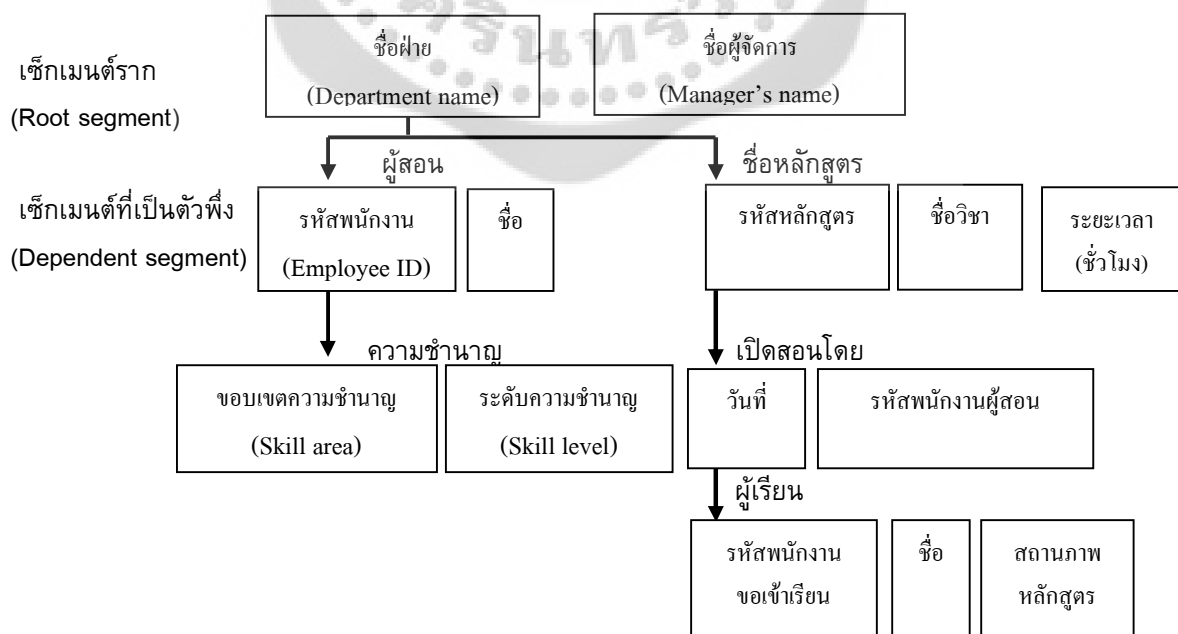 ศรินทร
ชื่อฝ่าย
(Department name)
ชื่อผู้จัดการ
(Manager's name)
เซ็กเมนต์ราก
(Root segment)
ผู้สอน
ชื่อหลักสูตร
เซ็กเมนต์ที่เป็นตัวพึ่ง
(Dependent segment)
รหัสพนักงาน
(Employee ID)
ชื่อ
รหัสหลักสูตร
ชื่อวิชา
ระยะเวลา
(ชั่วโมง)
ความชำนาญ
เปิดสอนโดย
ขอบเขตความชำนาญ
(Skill area)
ระดับความชำนาญ
(Skill level)
วันที่
รหัสพนักงานผู้สอน
ผู้เรียน
รหัสพนักงาน
ขอเข้าเรียน
ชื่อ
สถานภาพ
หลักสูตร